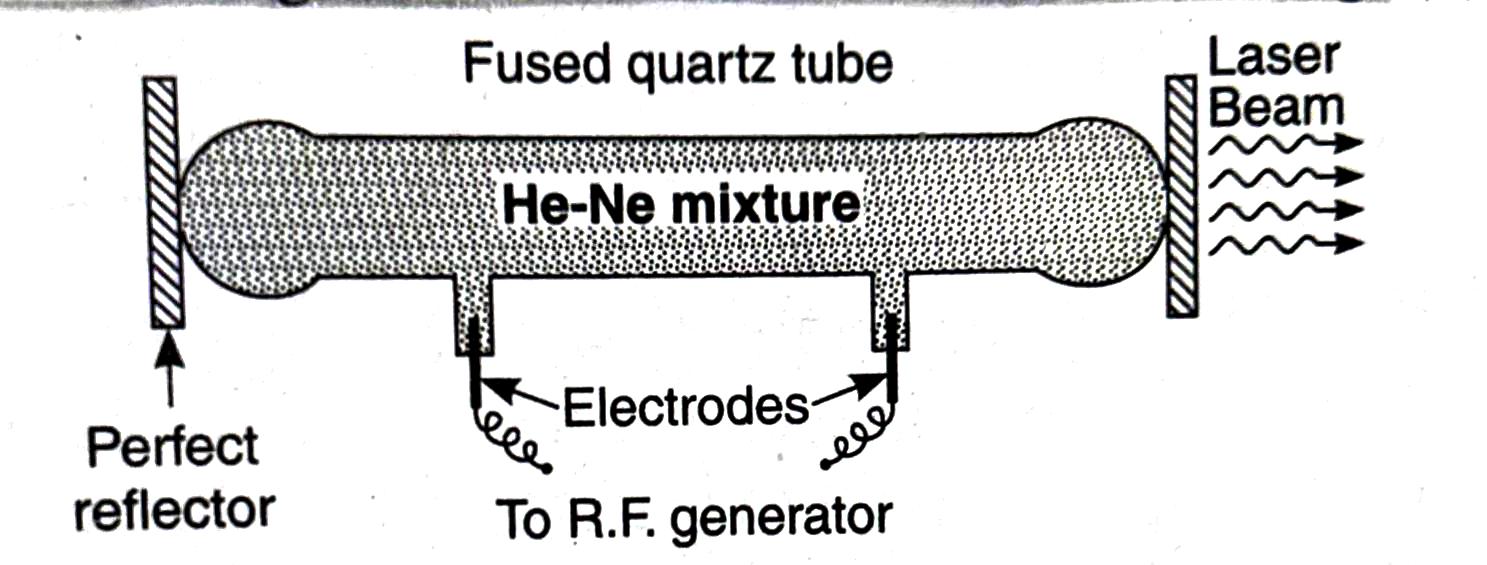 Fused quartz tube
Laser
Beam
He-Ne mixture
Electrodes
Perfect
reflector
To R.F. generator